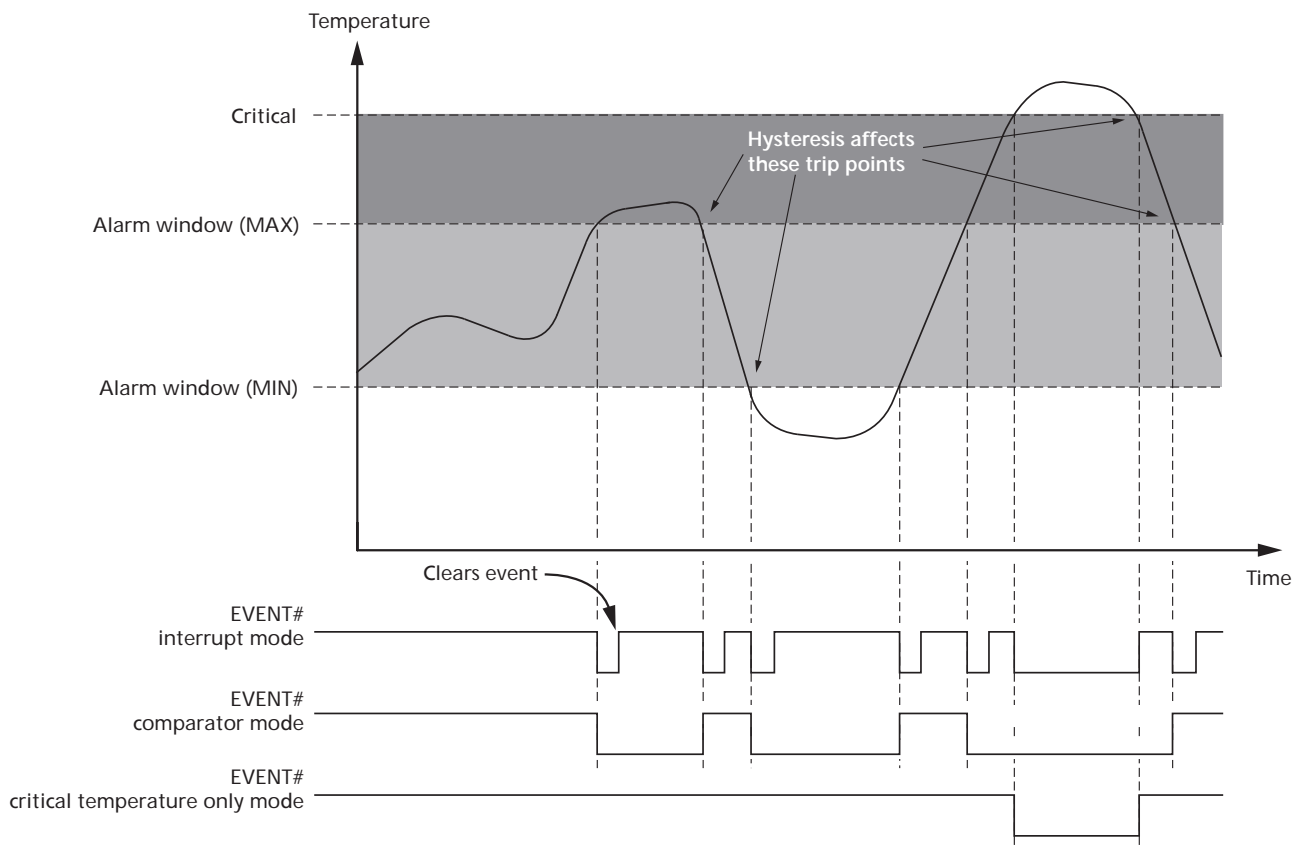 Temperature
Critical
Hysteresis affects
these trip points
Alarm window (MAX)
Alarm window (MIN)
Clears event
Time
EVENT#
interrupt mode
EVENT#
comparator mode
EVENT#
critical temperature only mode